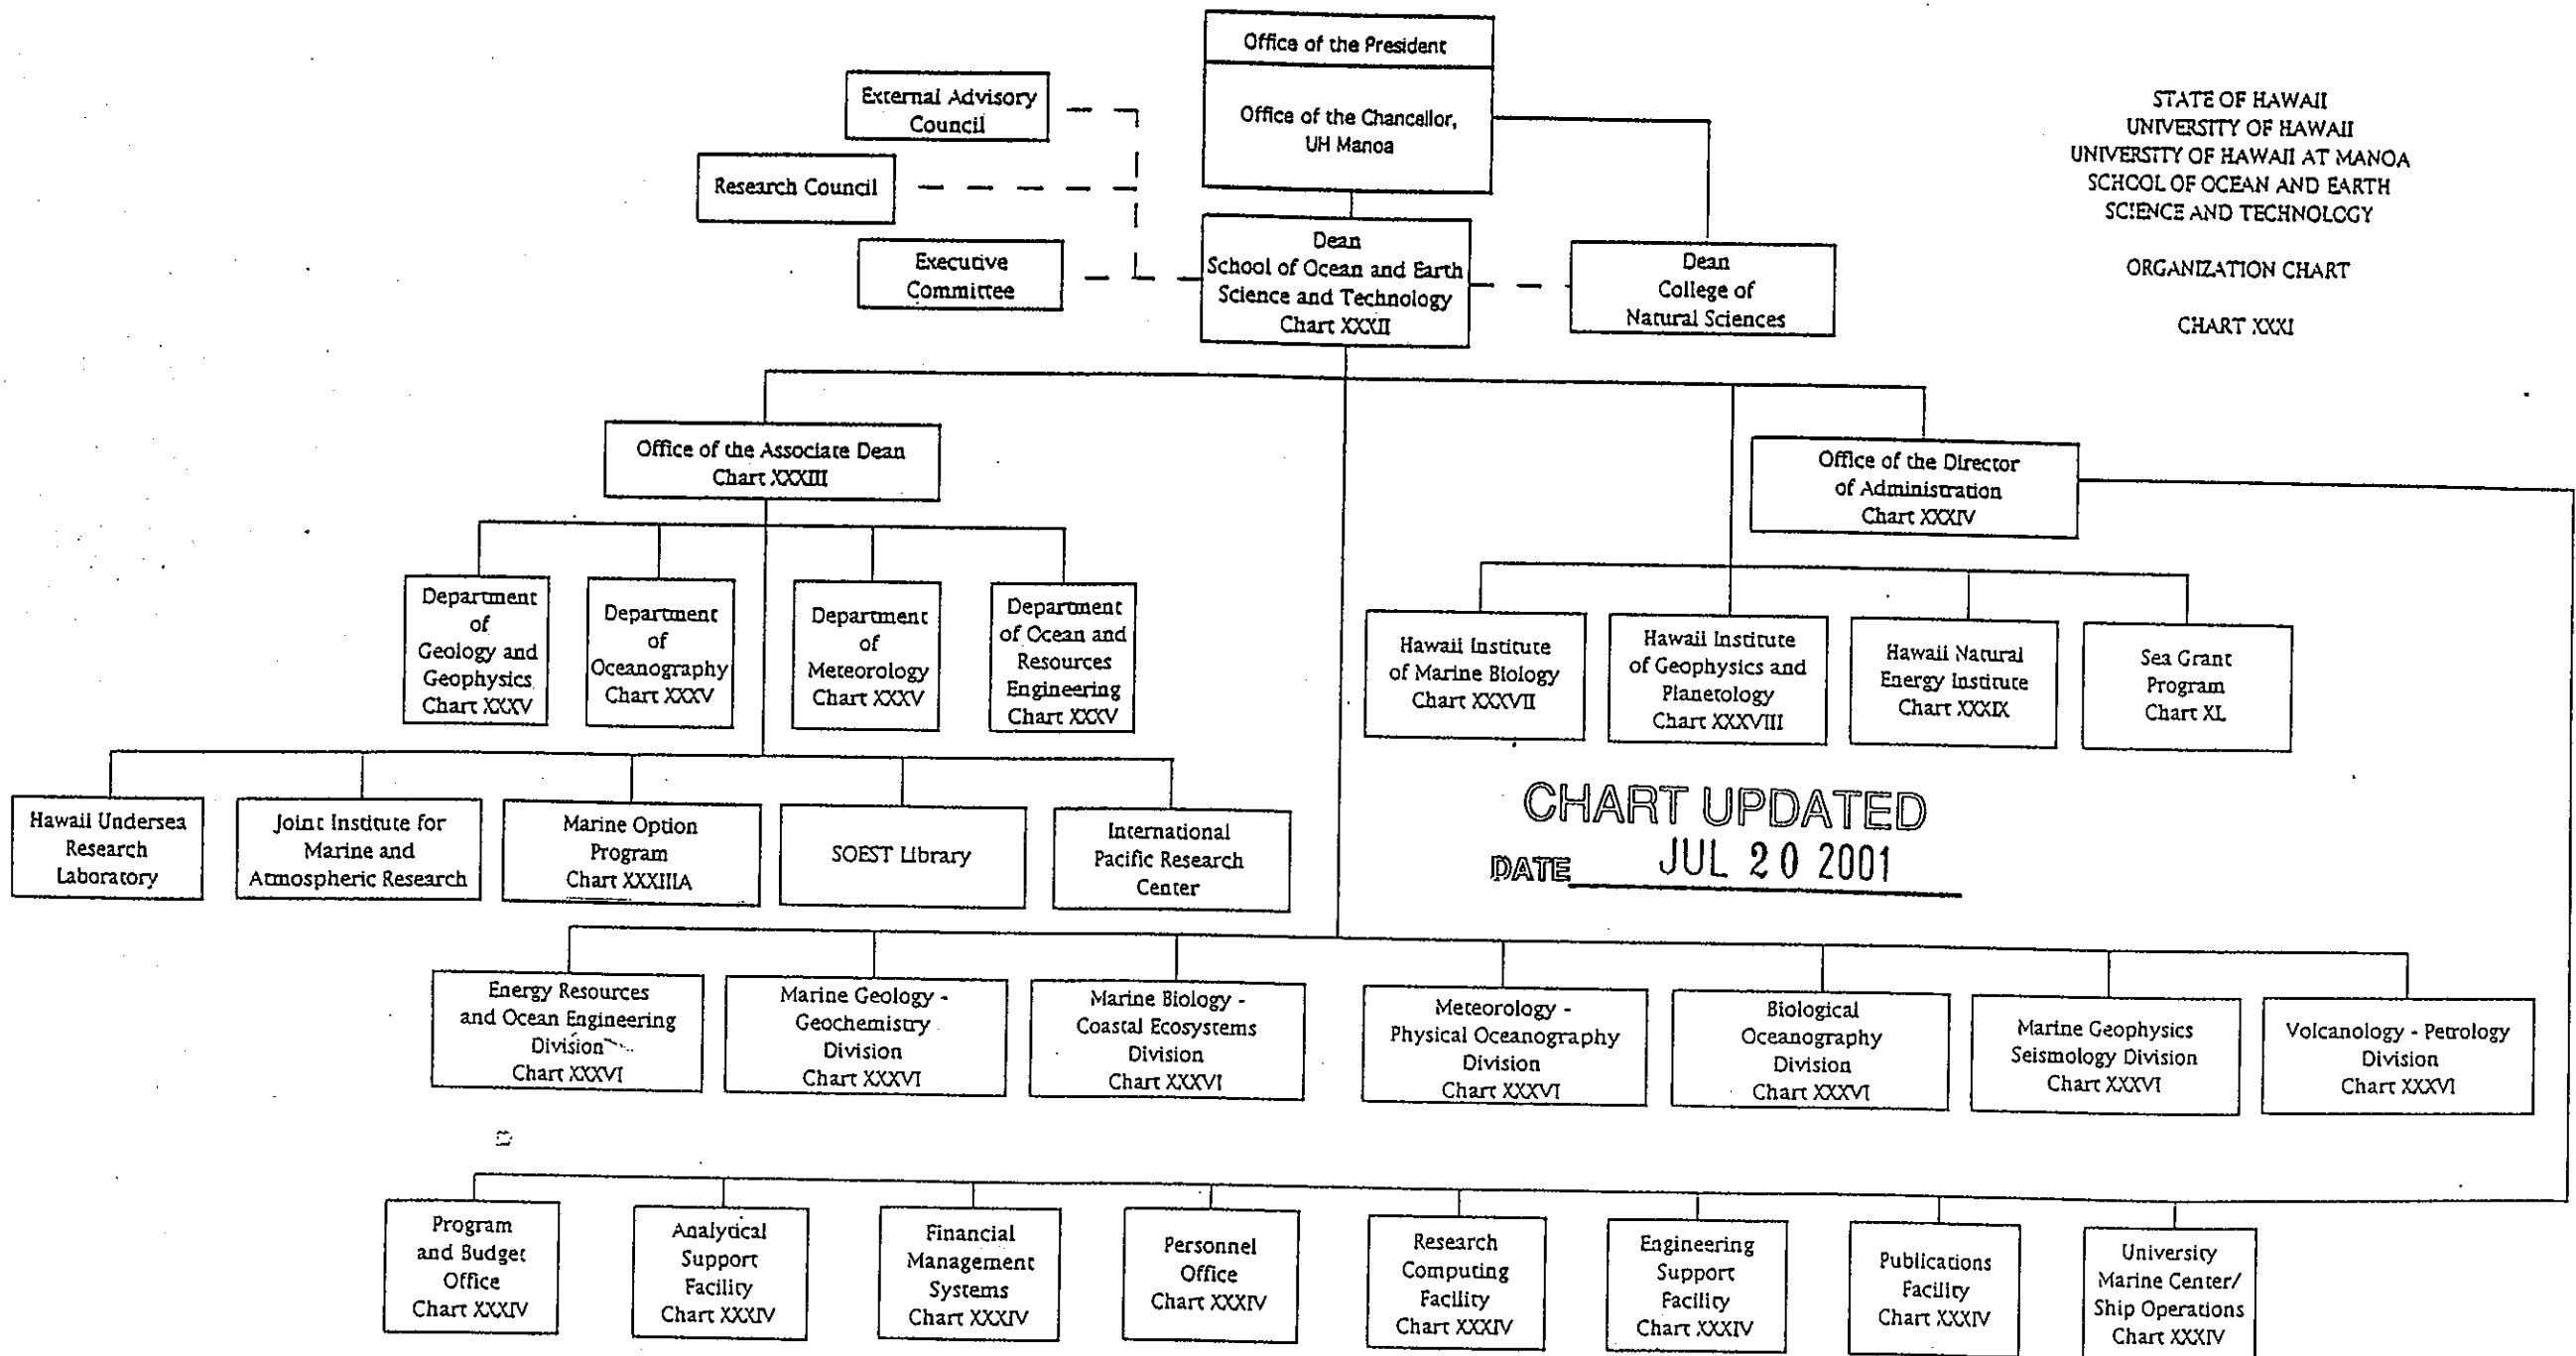 Office of the President
Office of the Chancellor,
UH Manoa
External Advisory
Council
Research Council
Executive
Committee
Dean
School of Ocean and Earth
Science and Technology
Chart XXXII
Dean
College of
Natural Sciences
STATE OF HAWAII
UNIVERSITY OF HAWAII
UNIVERSITY OF HAWAII AT MANOA
SCHOOL OF OCEAN AND EARTH
SCIENCE AND TECHNOLOGY
ORGANIZATION CHART
CHART XXXI
Office of the Associate Dean
Chart XXXIII
Office of the Director
of Administration
Chart XXXIV
Department
of
Geology and
Geophysics
Chart XXXV
Department
of
Oceanography
Chart XXXV
Department
of
Meteorology
Chart XXXV
Department
of Ocean and
Resources
Engineering
Chart XXXV
Hawaii Institute
of Marine Biology
Chart XXXVII
Hawaii Institute
of Geophysics and
Planetology
Chart XXXVIII
Hawaii Natural
Energy Institute
Chart XXXIX
Sea Grant
Program
Chart XL
Hawaii Undersea
Research
Laboratory
Joint Institute for
Marine and
Atmospheric Research
Marine Option
Program
Chart XXXIIIA
SOEST Library
International
Pacific Research
Center
CHART UPDATED
DATE JUL 20 2001
Energy Resources
and Ocean Engineering
Division
Chart XXXVI
Marine Geology -
Geochemistry
Division
Chart XXXVI
Marine Biology -
Coastal Ecosystems
Division
Chart XXXVI
Meteorology -
Physical Oceanography
Division
Chart XXXVI
Biological
Oceanography
Division
Chart XXXVI
Marine Geophysics
Seismology Division
Chart XXXVI
Volcanology - Petrology
Division
Chart XXXVI
Program
and Budget
Office
Chart XXXIV
Analytical
Support
Facility
Chart XXXIV
Financial
Management
Systems
Chart XXXIV
Personnel
Office
Chart XXXIV
Research
Computing
Facility
Chart XXXIV
Engineering
Support
Facility
Chart XXXIV
Publications
Facility
Chart XXXIV
University
Marine Center/
Ship Operations
Chart XXXIV